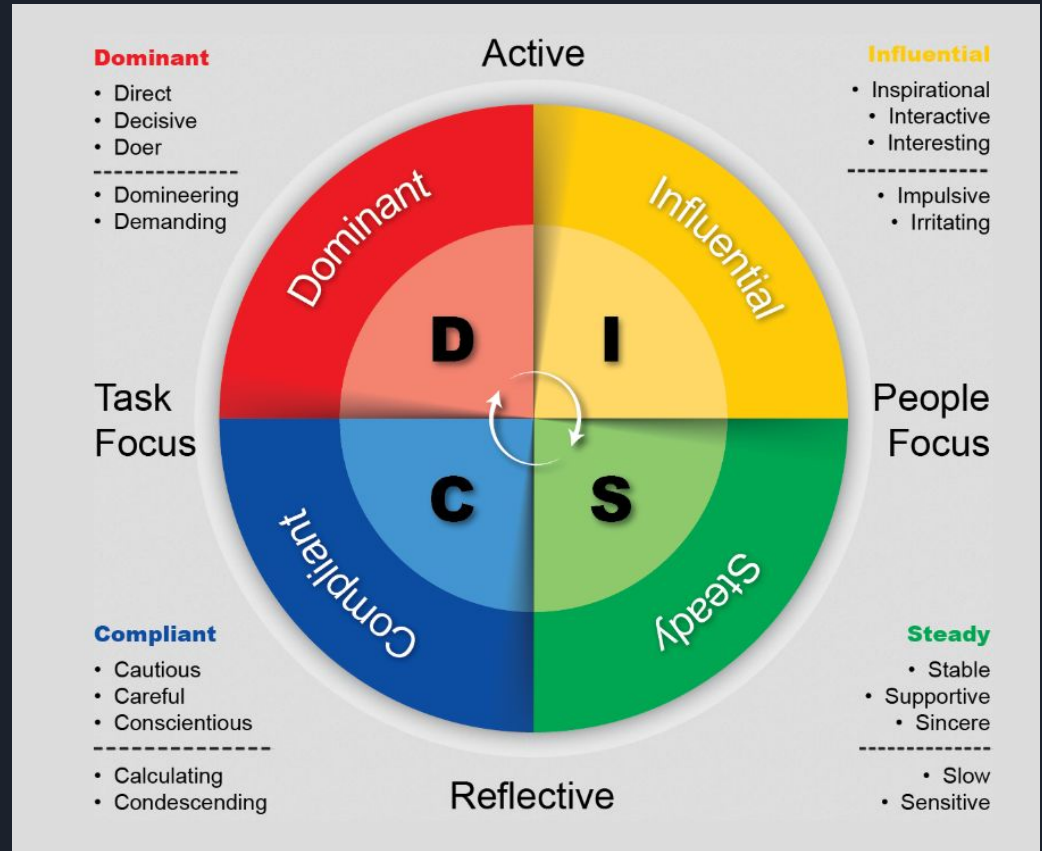 Active
Dominant
• Direct
• Decisive
• Doer
• Domineering
• Demanding
Influential
• Inspirational
• Interactive
• Interesting
• Impulsive
• Irritating
Dominant
Influential
D
I
Task
Focus
People
Focus
C
S
Compliant
Steady
Compliant
• Cautious
• Careful
• Conscientious
• Calculating
• Condescending
Steady
• Stable
• Supportive
• Sincere
• Slow
• Sensitive
Reflective